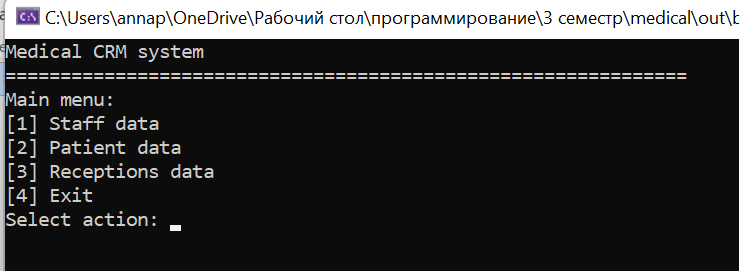 C:\Users\annap\OneDrive\Рабочий стол\программирование\3 семестр\medical\out\b
Medical CRM system
==============================================================
Main menu:
[1] Staff data
[2] Patient data
[3] Receptions data
[4] Exit
Select action: